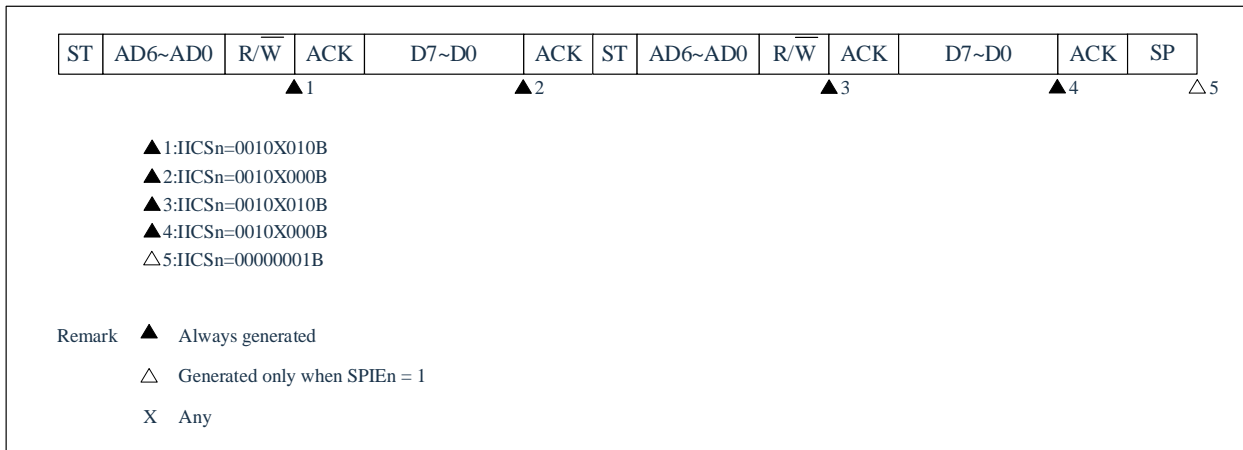 ST AD6~AD0 R/W̅ ACK D7~D0 ACK ST AD6~AD0 R/W̅ ACK D7~D0 ACK SP
▲1 ▲2 ▲3 ▲4 △5
▲1:IICSn=0010X010B
▲2:IICSn=0010X000B
▲3:IICSn=0010X010B
▲4:IICSn=0010X000B
△5:IICSn=00000001B
Remark ▲ Always generated
△ Generated only when SPIEn = 1
X Any